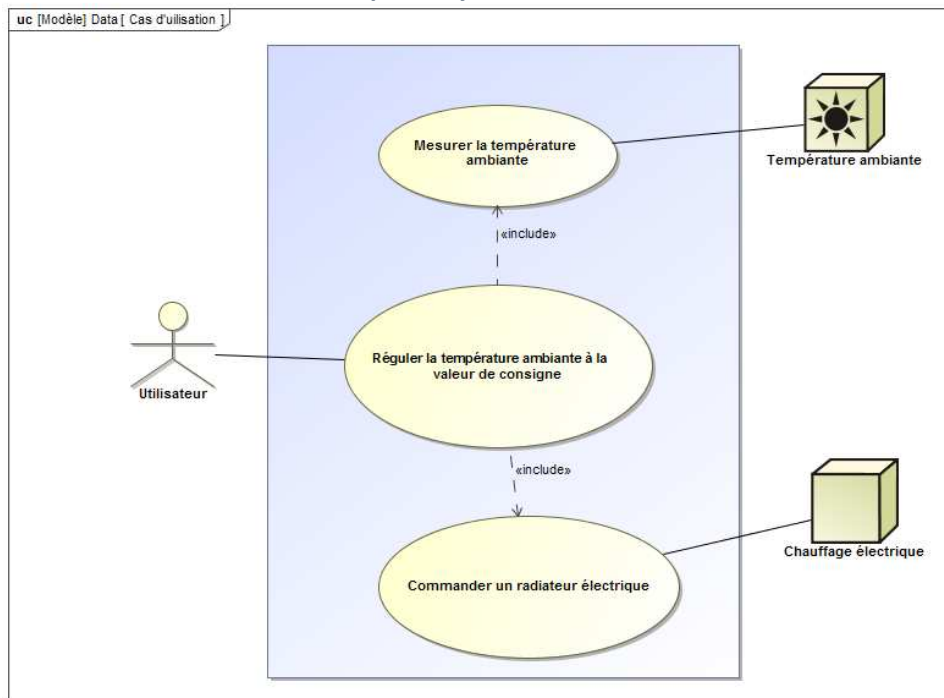 uc [Modèle] Data [ Cas d'uilisation ]
Mesurer la température
ambiante
Température ambiante
«include»
Réguler la température ambiante à la
valeur de consigne
Utilisateur
«include»
Chauffage électrique
Commander un radiateur électrique